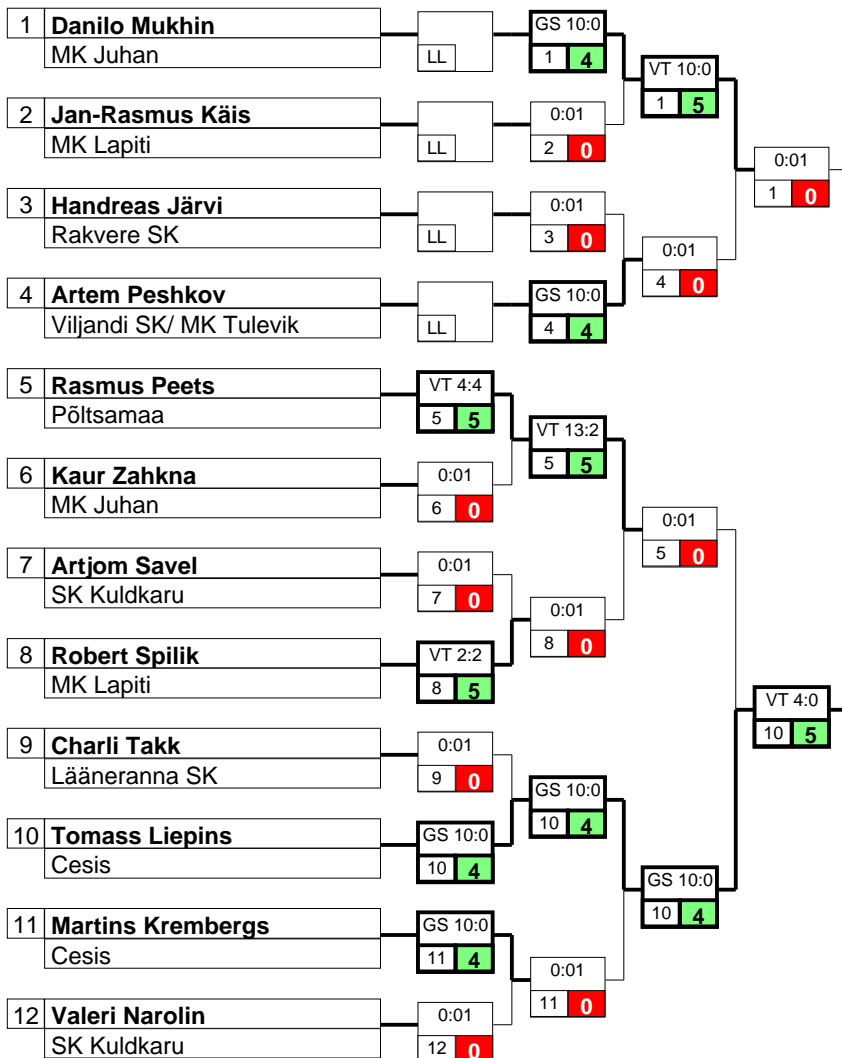 1 Danilo Mukhin
MK Juhan
LL
GS 10:0
1 4
VT 10:0
1 5
2 Jan-Rasmus Käis
MK Lapiti
LL
0:01
2 0
0:01
1 0
3 Handreas Järvi
Rakvere SK
LL
0:01
3 0
0:01
4 0
4 Artem Peshkov
Viljandi SK/ MK Tulevik
LL
GS 10:0
4 4
5 Rasmus Peets
Põltsamaa
VT 4:4
5 5
VT 13:2
5 5
6 Kaur Zahkna
MK Juhan
0:01
6 0
0:01
5 0
7 Artjom Savel
SK Kuldkaru
0:01
7 0
0:01
8 0
8 Robert Spilik
MK Lapiti
VT 2:2
8 5
VT 4:0
10 5
9 Charli Takk
Lääneranna SK
0:01
9 0
GS 10:0
10 4
10 Tomass Liepins
Cesis
GS 10:0
10 4
GS 10:0
10 4
11 Martins Krembergs
Cesis
GS 10:0
11 4
0:01
11 0
12 Valeri Narolin
SK Kuldkaru
0:01
12 0